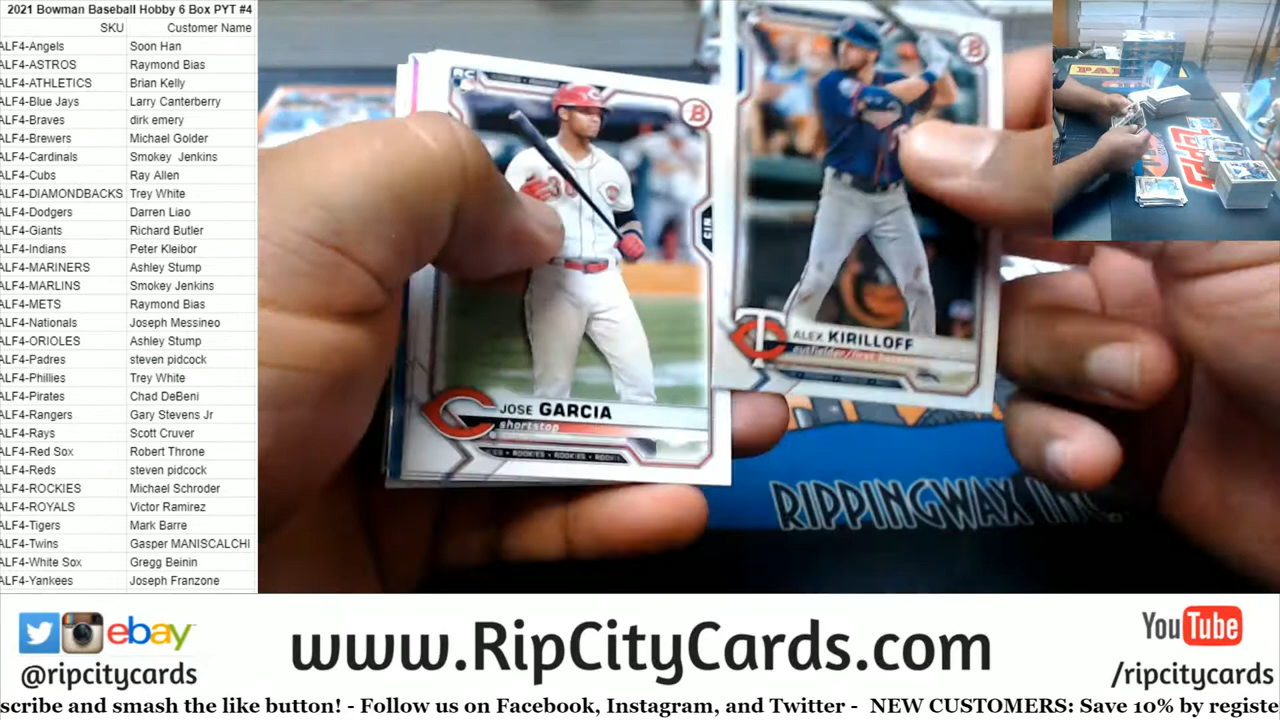 2021 Bowman Baseball Hobby 6 Box PYT #4
SKU Customer Name
ALF4-Angels Soon Han
ALF4-ASTROS Raymond Bias
ALF4-ATHLETICS Brian Kelly
ALF4-Blue Jays Larry Canterberry
ALF4-Braves dirk emery
ALF4-Brewers Michael Golder
ALF4-Cardinals Smokey Jenkins
ALF4-Cubs Ray Allen
ALF4-DIAMONDBACKS Trey White
ALF4-Dodgers Darren Liao
ALF4-Giants Richard Butler
ALF4-Indians Peter Kleibor
ALF4-MARINERS Ashley Stump
ALF4-MARLINS Smokey Jenkins
ALF4-METS Raymond Bias
ALF4-Nationals Joseph Messineo
ALF4-ORIOLES Ashley Stump
ALF4-Padres steven pidcock
ALF4-Phillies Trey White
ALF4-Pirates Chad DeBeni
ALF4-Rangers Gary Stevens Jr
ALF4-Rays Scott Cruver
ALF4-Red Sox Robert Throne
ALF4-Reds steven pidcock
ALF4-ROCKIES Michael Schroder
ALF4-ROYALS Victor Ramirez
ALF4-Tigers Mark Barre
ALF4-Twins Gasper MANISCALCHI
ALF4-White Sox Gregg Beinin
ALF4-Yankees Joseph Franzone
RC
B
CIN
JOSE GARCIA
shortstop
ROOKIES • ROOKIES
B
ALEX KIRILLOFF
outfielder/first baseman
RIPPINGWAX INC.
ebay
@ripcitycards
www.RipCityCards.com
YouTube
/ripcitycards
scribe and smash the like button! - Follow us on Facebook, Instagram, and Twitter - NEW CUSTOMERS: Save 10% by registe